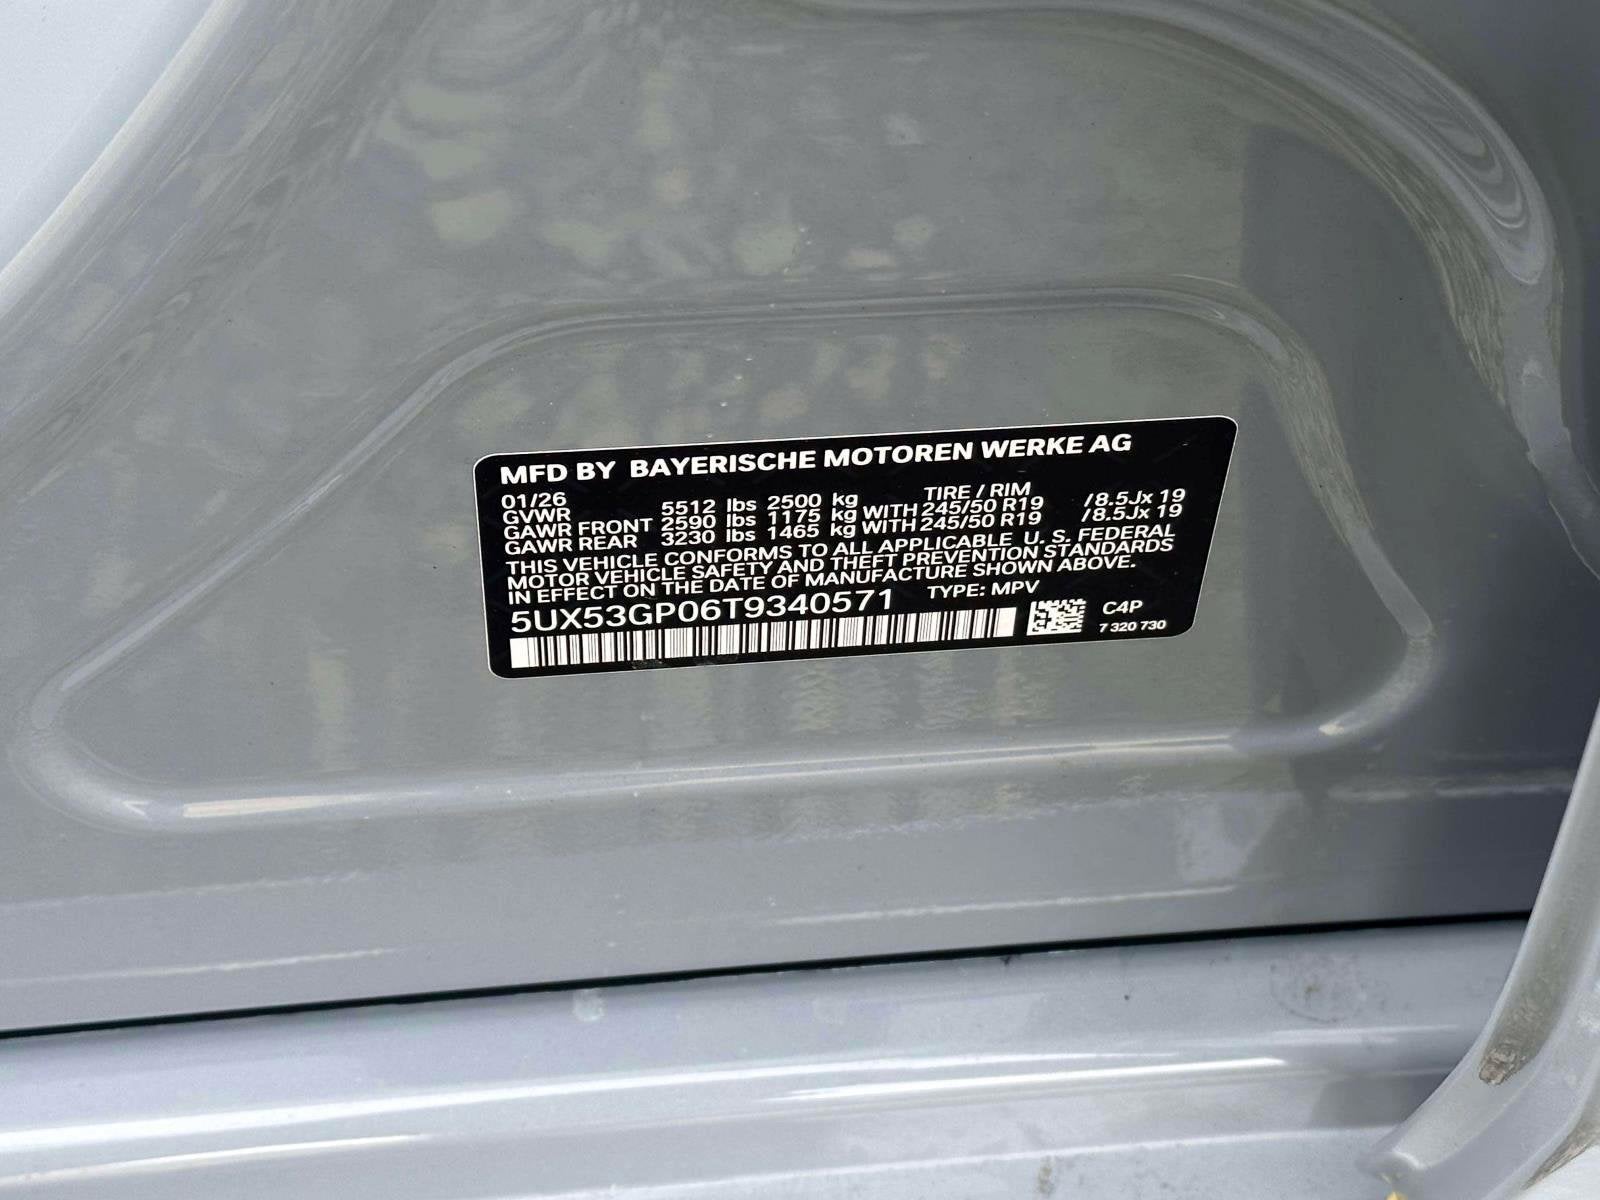 MFD BY BAYERISCHE MOTOREN WERKE AG
01/26 TIRE / RIM
GVWR 5512 lbs 2500 kg
GAWR FRONT 2590 lbs 1175 kg WITH 245/50 R19 /8.5Jx 19
GAWR REAR 3230 lbs 1465 kg WITH 245/50 R19 /8.5Jx 19
THIS VEHICLE CONFORMS TO ALL APPLICABLE U. S. FEDERAL
MOTOR VEHICLE SAFETY AND THEFT PREVENTION STANDARDS
IN EFFECT ON THE DATE OF MANUFACTURE SHOWN ABOVE.
5UX53GP06T9340571 TYPE: MPV
C4P
7 320 730